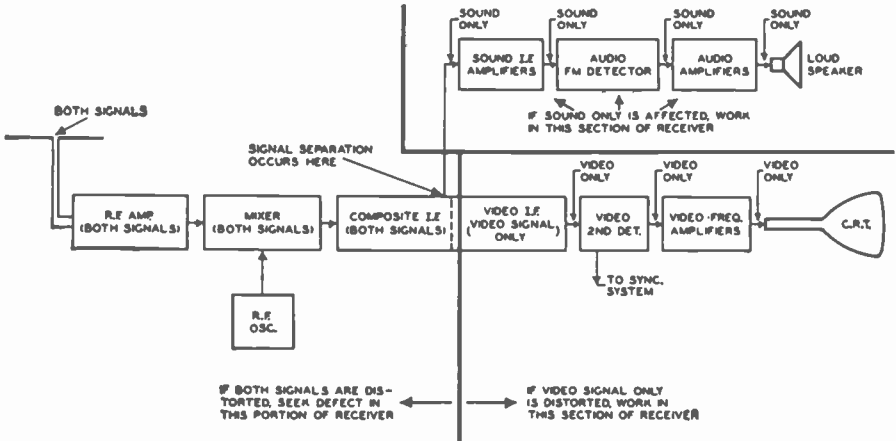 SOUND
ONLY
SOUND
ONLY
SOUND
ONLY
SOUND
ONLY
SOUND I.F.
AMPLIFIERS
AUDIO
FM DETECTOR
AUDIO
AMPLIFIERS
LOUD
SPEAKER
IF SOUND ONLY IS AFFECTED, WORK
IN THIS SECTION OF RECEIVER
BOTH SIGNALS
SIGNAL SEPARATION
OCCURS HERE
VIDEO
ONLY
VIDEO
ONLY
VIDEO
ONLY
R.F. AMP.
(BOTH SIGNALS)
MIXER
(BOTH SIGNALS)
COMPOSITE I.F.
(BOTH SIGNALS)
VIDEO I.F.
(VIDEO SIGNAL
ONLY)
VIDEO
2ND DET.
VIDEO-FREQ.
AMPLIFIERS
C.R.T.
TO SYNC.
SYSTEM
R.F.
OSC.
IF BOTH SIGNALS ARE DIS-
TORTED, SEEK DEFECT IN
THIS PORTION OF RECEIVER
IF VIDEO SIGNAL ONLY
IS DISTORTED, WORK IN
THIS SECTION OF RECEIVER